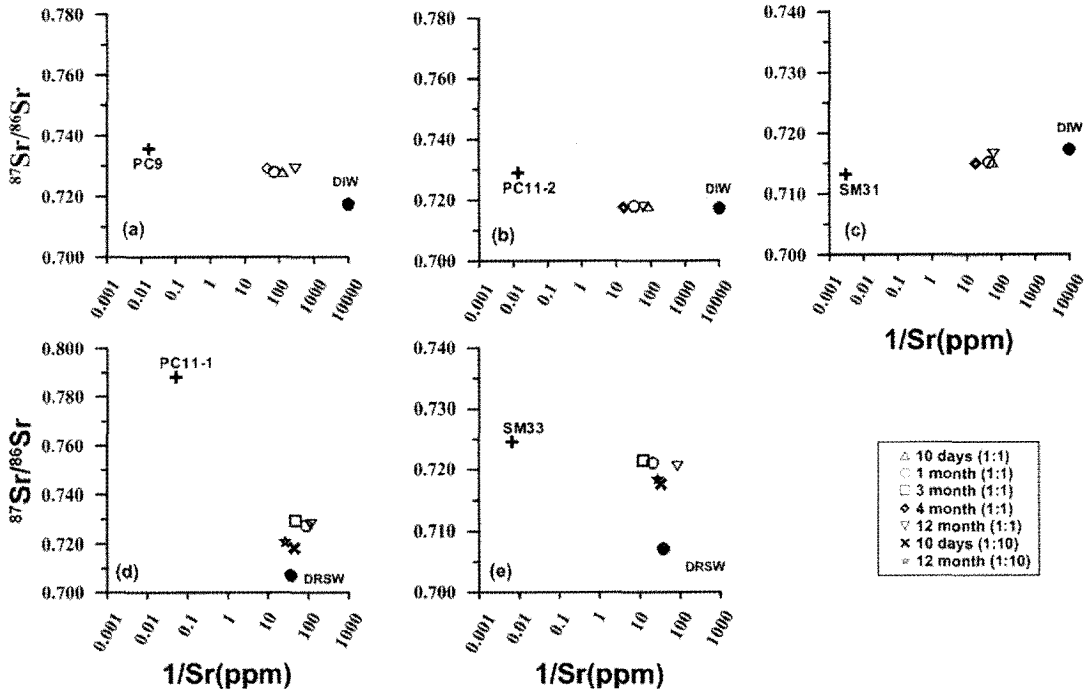 0.780
0.760
0.740
0.720
0.700
87Sr/86Sr
PC9
DIW
(a)
0.001
0.01
0.1
1
10
100
1000
10000
0.780
0.760
0.740
0.720
0.700
PC11-2
DIW
(b)
0.001
0.01
0.1
1
10
100
1000
10000
0.740
0.730
0.720
0.710
0.700
DIW
SM31
(c)
0.001
0.01
0.1
1
10
100
1000
10000
1/Sr(ppm)
0.800
0.780
0.760
0.730
0.720
0.700
87Sr/86Sr
PC11-1
DRSW
(d)
0.001
0.01
0.1
1
10
100
1000
1/Sr(ppm)
0.740
0.730
0.720
0.710
0.700
SM33
DRSW
(e)
0.001
0.01
0.1
1
10
100
1000
1/Sr(ppm)
10 days (1:1)
1 month (1:1)
3 month (1:1)
4 month (1:1)
12 month (1:1)
10 days (1:10)
12 month (1:10)